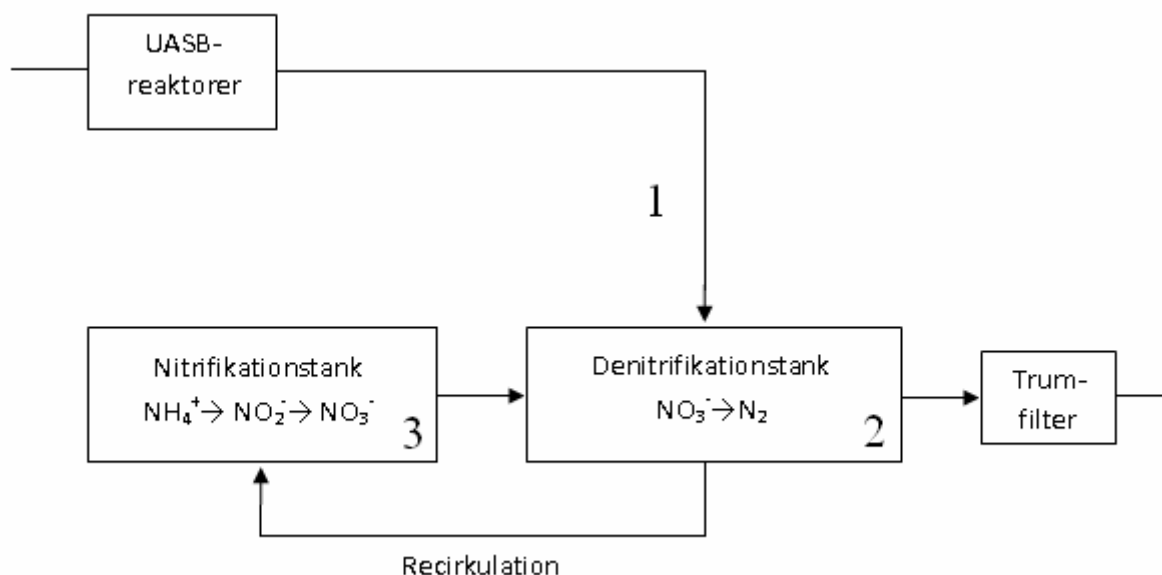 UASB-
reaktorer
1
Nitrifikationstank
NH₄⁺→ NO₂⁻→ NO₃⁻
3
Denitrifikationstank
NO₃⁻→N₂
2
Trum-
filter
Recirkulation